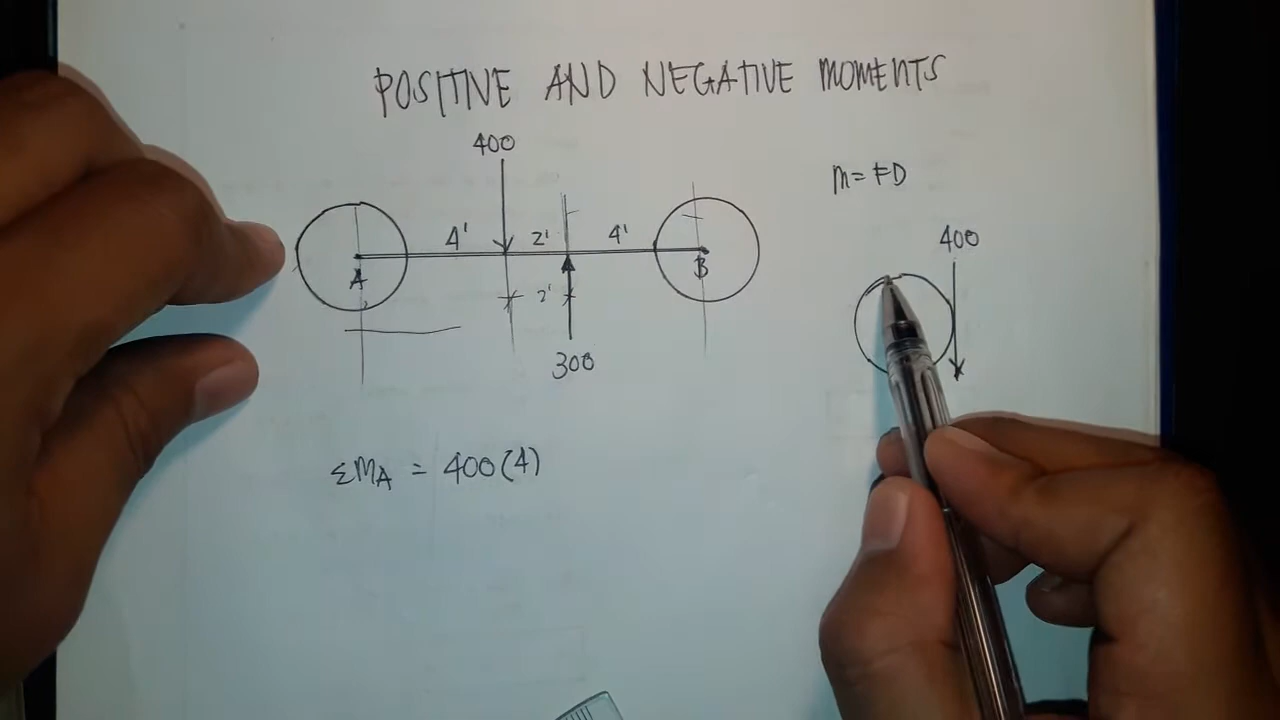 POSITIVE AND NEGATIVE MOMENTS
400
M = FD
4' 2' 4'
400
A B
2'
300
ΣMA = 400(4)